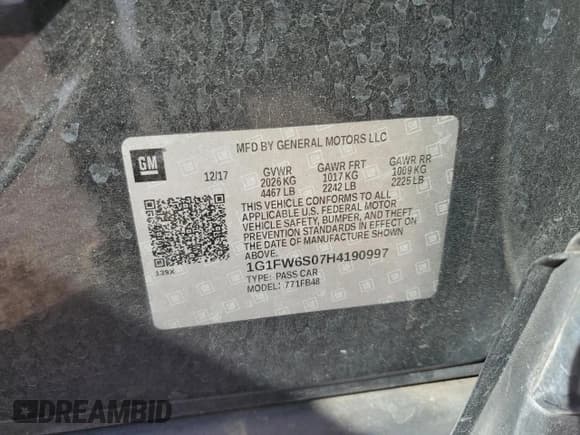 MFD BY GENERAL MOTORS LLC
GM
12/17 GVWR GAWR FRT GAWR RR
2026 KG 1017 KG 1009 KG
4467 LB 2242 LB 2225 LB
THIS VEHICLE CONFORMS TO ALL
APPLICABLE U.S. FEDERAL MOTOR
VEHICLE SAFETY, BUMPER, AND THEFT
PREVENTION STANDARDS IN EFFECT ON
THE DATE OF MANUFACTURE SHOWN
ABOVE.
139X
1G1FW6S07H4190997
TYPE: PASS CAR
MODEL: 771FB48
DREAMBID